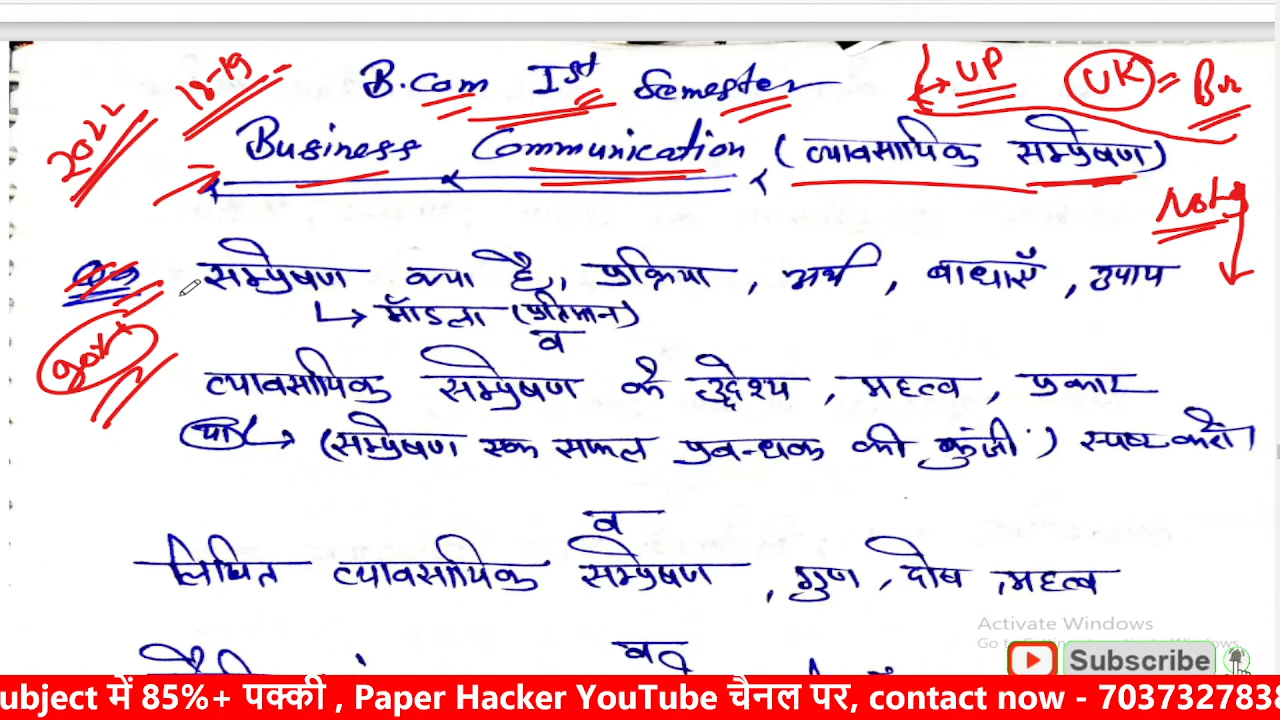 B.Com Ist Semester
UP
UK = B.
18-19
2022
Business Communication (व्यावसायिक सम्प्रेषण)
Notes
सम्प्रेषण क्या है, प्रक्रिया, अर्थ, बाधाएँ, उपाय
↳ मॉडल (प्रतिमान)
व
व्यावसायिक सम्प्रेषण के उद्देश्य, महत्व, प्रकार
या ↳ (सम्प्रेषण एक सफल प्रबन्धक की कुंजी) स्पष्ट करो।
व
लिखित व्यावसायिक सम्प्रेषण, गुण, दोष, महत्व
व
Activate Windows
Subscribe
ubject में 85%+ पक्की , Paper Hacker YouTube चैनल पर, contact now - 703732783